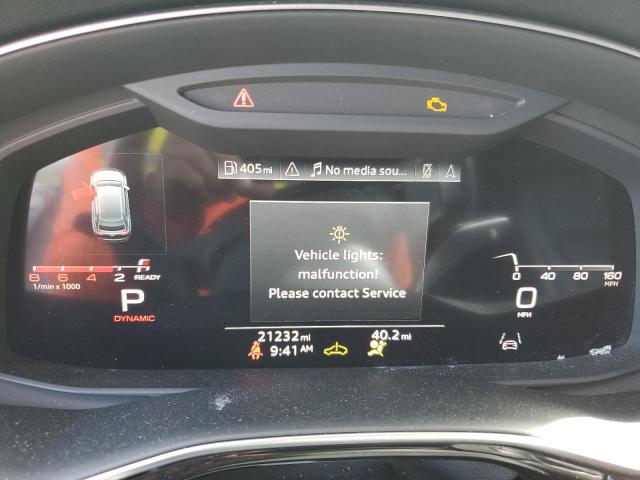 405 mi
No media sou...
Vehicle lights:
malfunction!
Please contact Service
8 6 4 2 READY
1/min x 1000
P
DYNAMIC
0 40 80 160
MPH
0
MPH
21232 mi 40.2 mi
9:41 AM